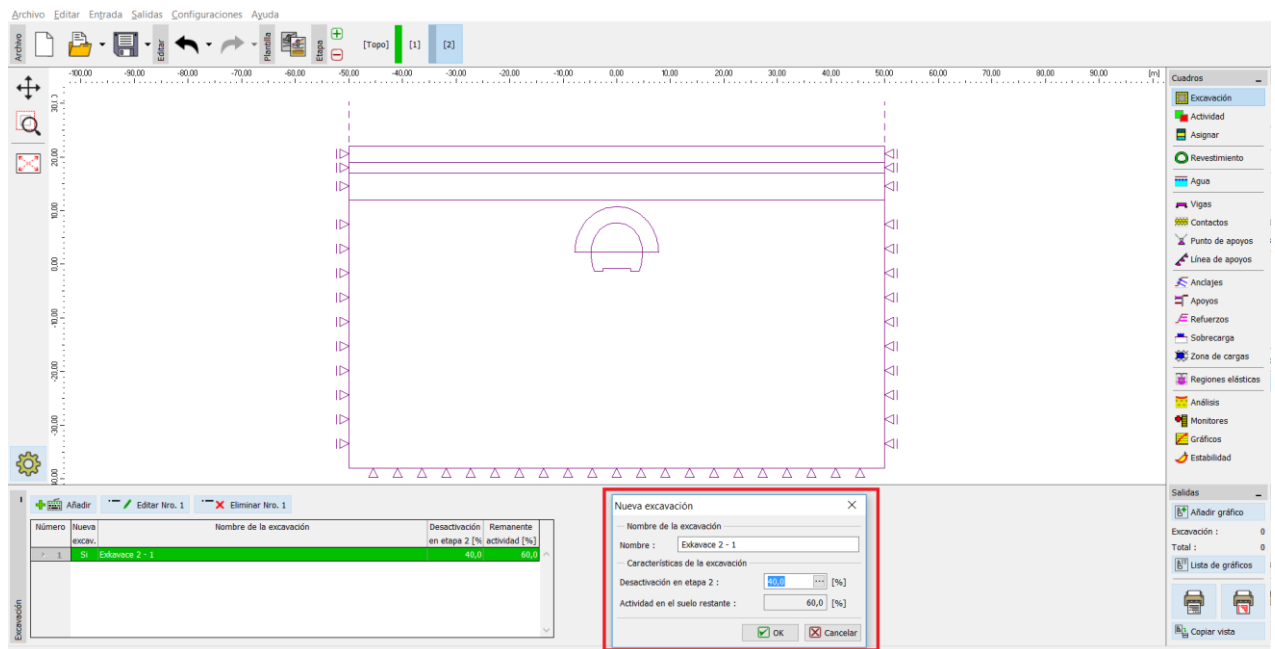 Archivo Editar Entrada Salidas Configuraciones Ayuda
Archivo
Editar
Plantilla
Etapa
[Topo] [1] [2]
-100,00 -90,00 -80,00 -70,00 -60,00 -50,00 -40,00 -30,00 -20,00 -10,00 0,00 10,00 20,00 30,00 40,00 50,00 60,00 70,00 80,00 90,00 [m]
30,0
20,00
10,00
0,00
-10,00
-20,00
-30,00
40,00
Cuadros
Excavación
Actividad
Asignar
Revestimiento
Agua
Vigas
Contactos
Punto de apoyos
Línea de apoyos
Anclajes
Apoyos
Refuerzos
Sobrecarga
Zona de cargas
Regiones elásticas
Análisis
Monitores
Gráficos
Estabilidad
Añadir Editar Nro. 1 Eliminar Nro. 1
Número Nueva excav. Nombre de la excavación Desactivación en etapa 2 [% Remanente actividad [%]
1 Si Exkavace 2 - 1 40,0 60,0
Excavación
Nueva excavación
Nombre de la excavación
Nombre : Exkavace 2 - 1
Características de la excavación
Desactivación en etapa 2 : 40,0 ... [%]
Actividad en el suelo restante : 60,0 [%]
OK Cancelar
Salidas
Añadir gráfico
Excavación : 0
Total : 0
Lista de gráficos
Copiar vista